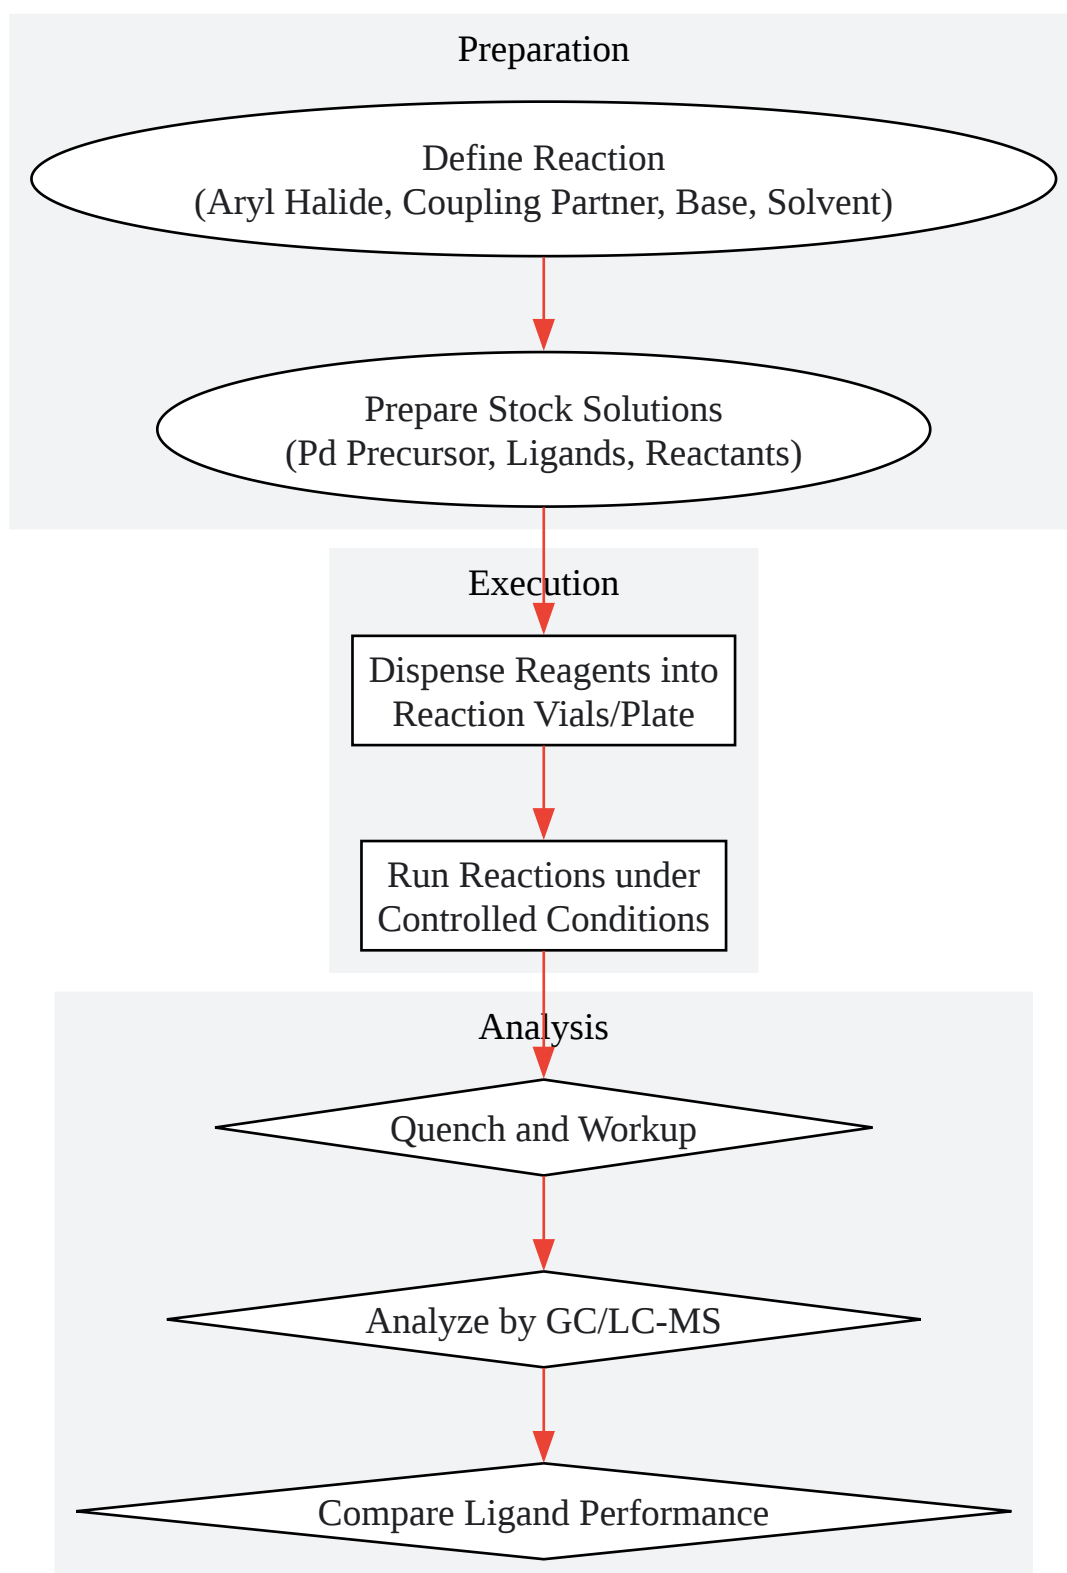 Preparation
Define Reaction
(Aryl Halide, Coupling Partner, Base, Solvent)
Prepare Stock Solutions
(Pd Precursor, Ligands, Reactants)
Execution
Dispense Reagents into
Reaction Vials/Plate
Run Reactions under
Controlled Conditions
Analysis
Quench and Workup
Analyze by GC/LC-MS
Compare Ligand Performance